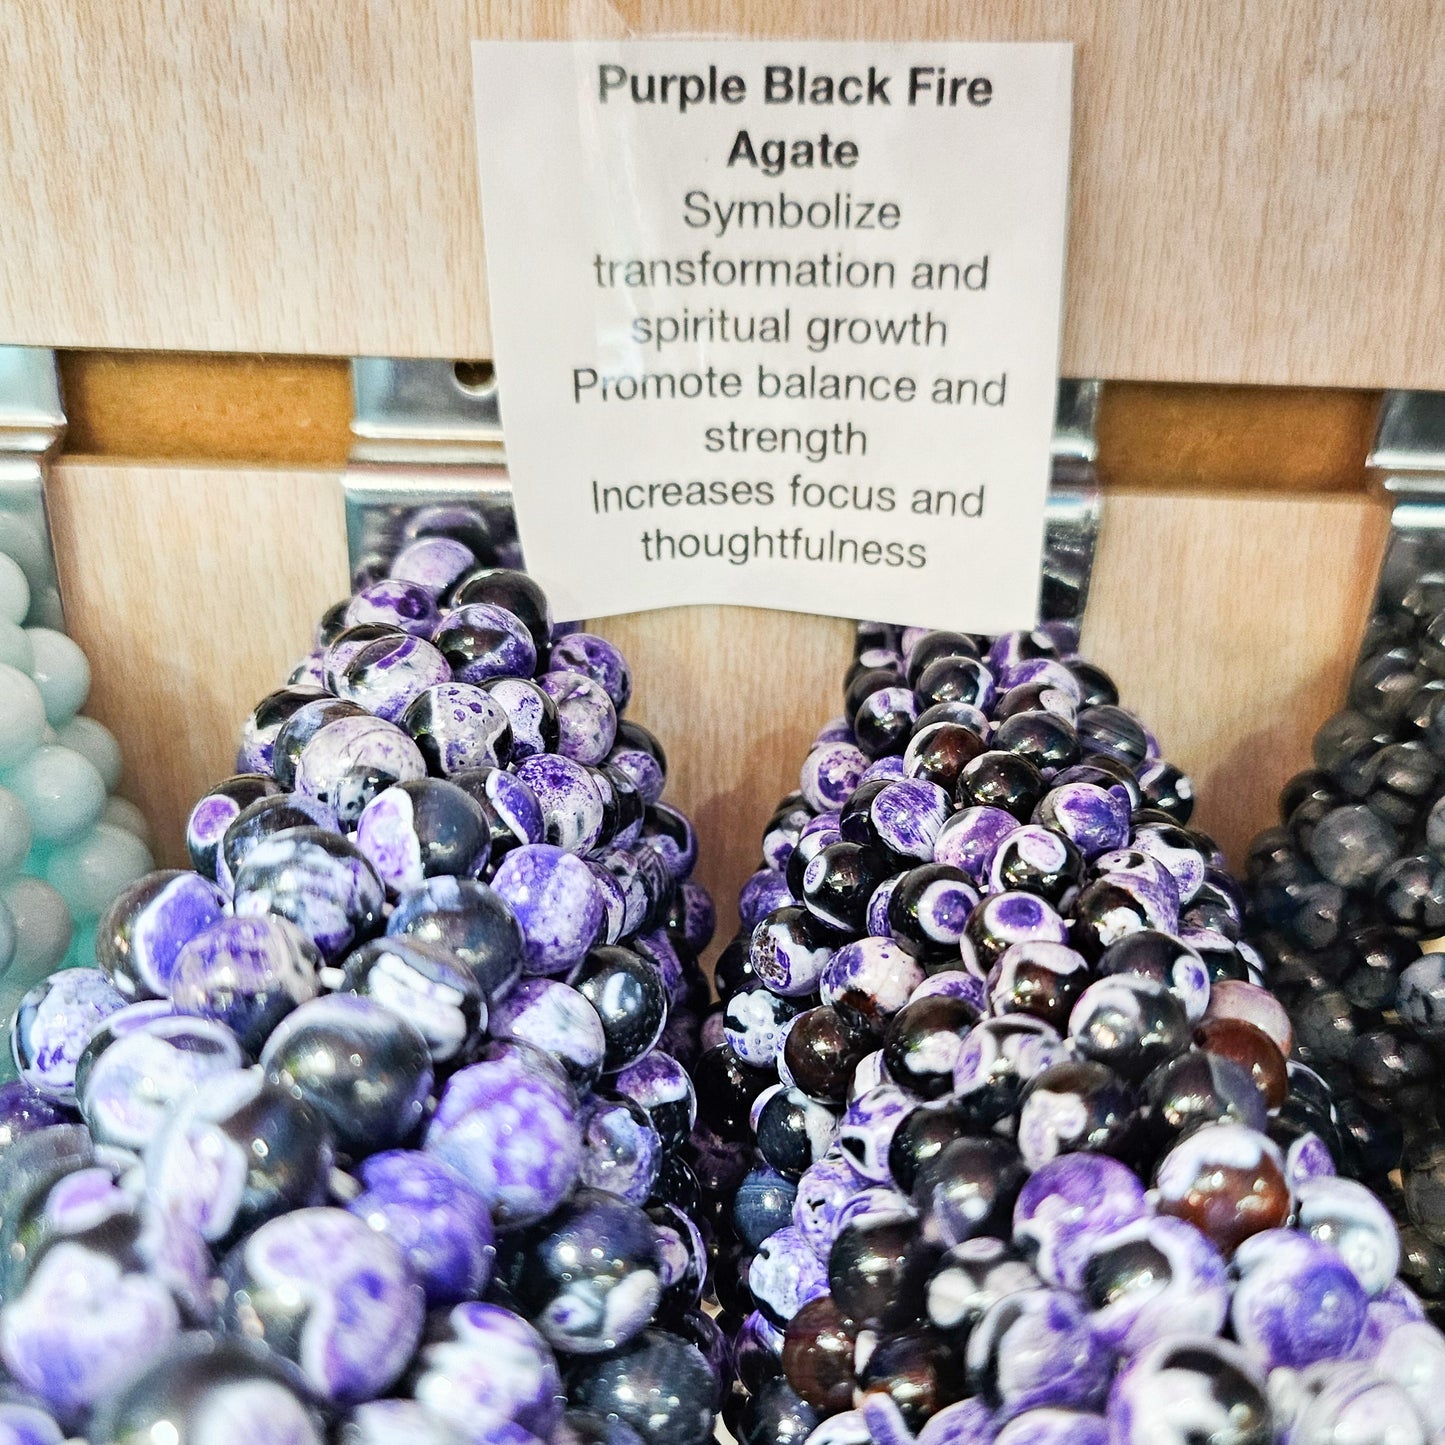 Purple Black Fire
Agate
Symbolize
transformation and
spiritual growth
Promote balance and
strength
Increases focus and
thoughtfulness